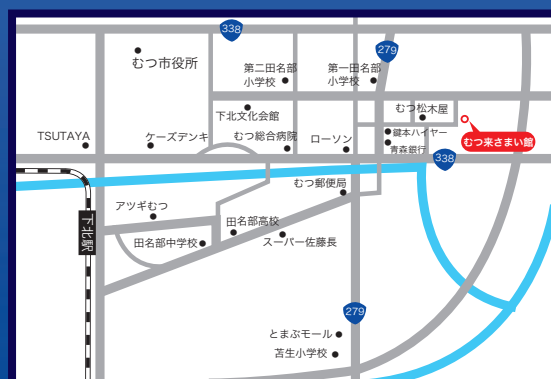 338
279
むつ市役所
第二田名部
小学校
第一田名部
小学校
むつ松木屋
下北文化会館
TSUTAYA
ケーズデンキ
むつ総合病院
ローソン
鍵本ハイヤー
青森銀行
むつ来さまい館
338
むつ郵便局
アツギむつ
田名部高校
下北駅
田名部中学校
スーパー佐藤長
279
とまぶモール
苫生小学校